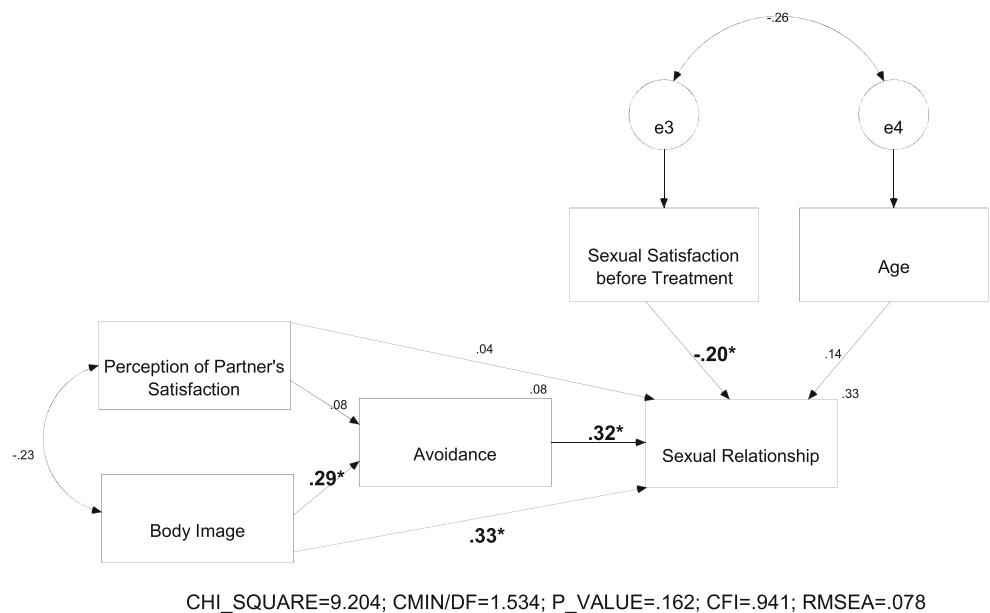 -.26
e3
e4
Sexual Satisfaction
before Treatment
Age
Perception of Partner's
Satisfaction
.04
-.20*
.14
.08
.08
.33
-.23
Avoidance
.32*
Sexual Relationship
.29*
Body Image
.33*
CHI_SQUARE=9.204; CMIN/DF=1.534; P_VALUE=.162; CFI=.941; RMSEA=.078